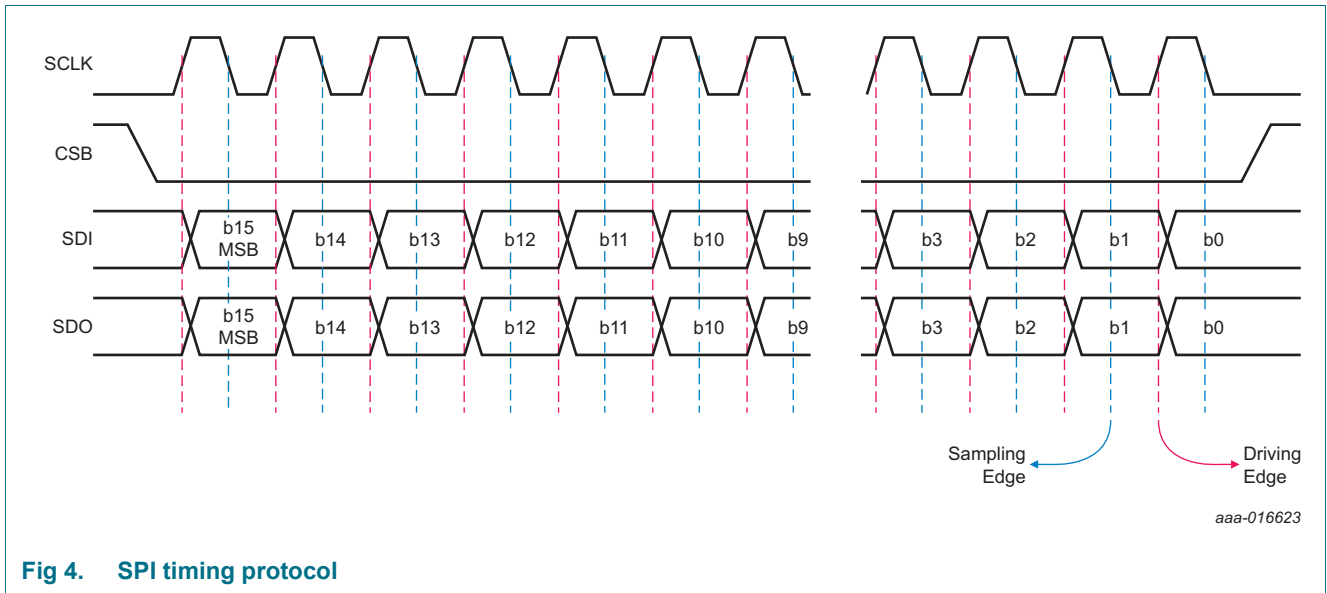 SCLK
CSB
SDI
b15
MSB
b14
b13
b12
b11
b10
b9
b3
b2
b1
b0
SDO
b15
MSB
b14
b13
b12
b11
b10
b9
b3
b2
b1
b0
Sampling
Edge
Driving
Edge
aaa-016623
Fig 4. SPI timing protocol